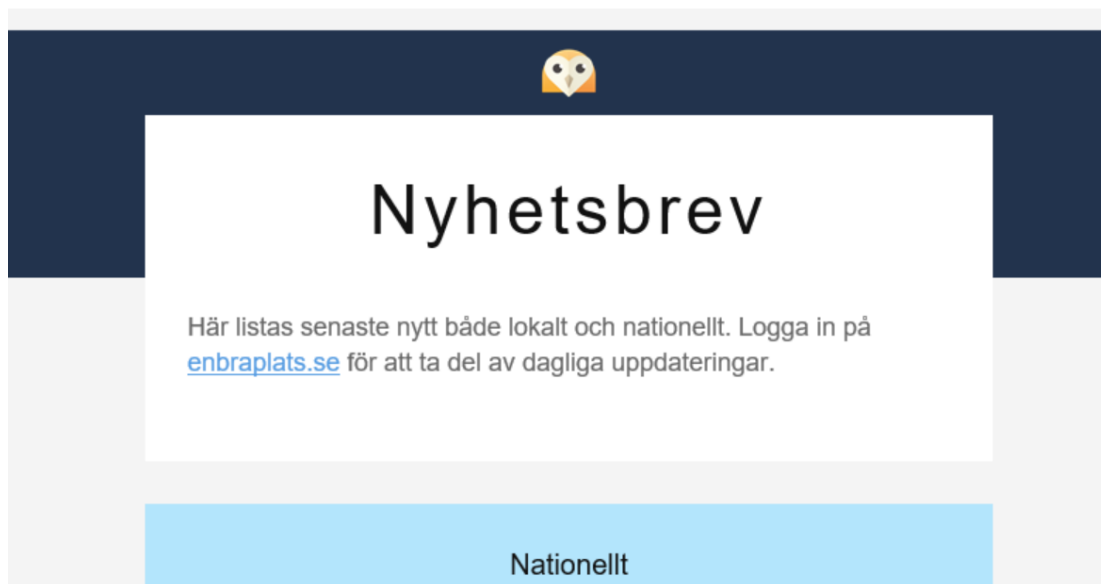 Nyhetsbrev
Här listas senaste nytt både lokalt och nationellt. Logga in på
enbraplats.se för att ta del av dagliga uppdateringar.
Nationellt